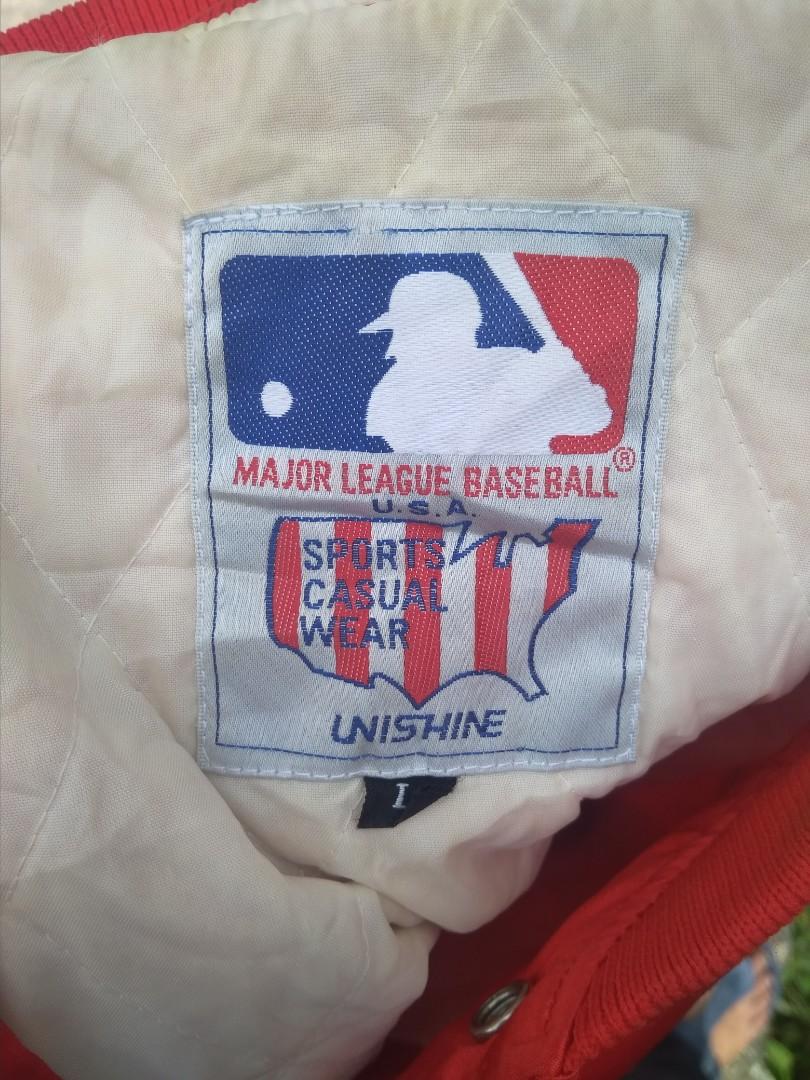 MAJOR LEAGUE BASEBALL®
U.S.A.
SPORTS
CASUAL
WEAR
UNISHINE